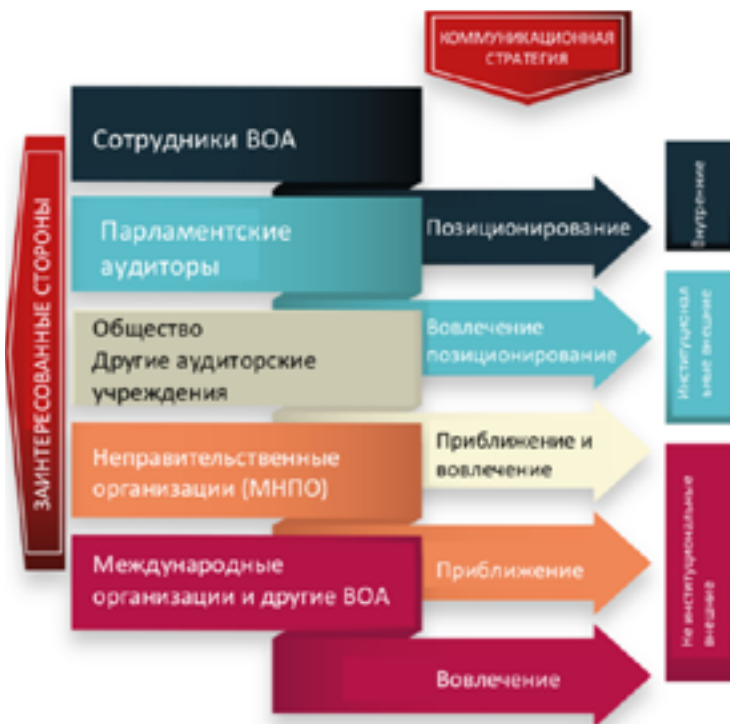 КОММУНИКАЦИОННАЯ
СТРАТЕГИЯ
ЗАИНТЕРЕСОВАННЫЕ СТОРОНЫ
Сотрудники ВОА
Парламентские
аудиторы
Общество
Другие аудиторские
учреждения
Неправительственные
организации (МНПО)
Международные
организации и другие ВОА
Позиционирование
Вовлечение
позиционирование
Приближение и
вовлечение
Приближение
Вовлечение
Внутренние
Институционал
ьные внешние
Не институциональные
внешние